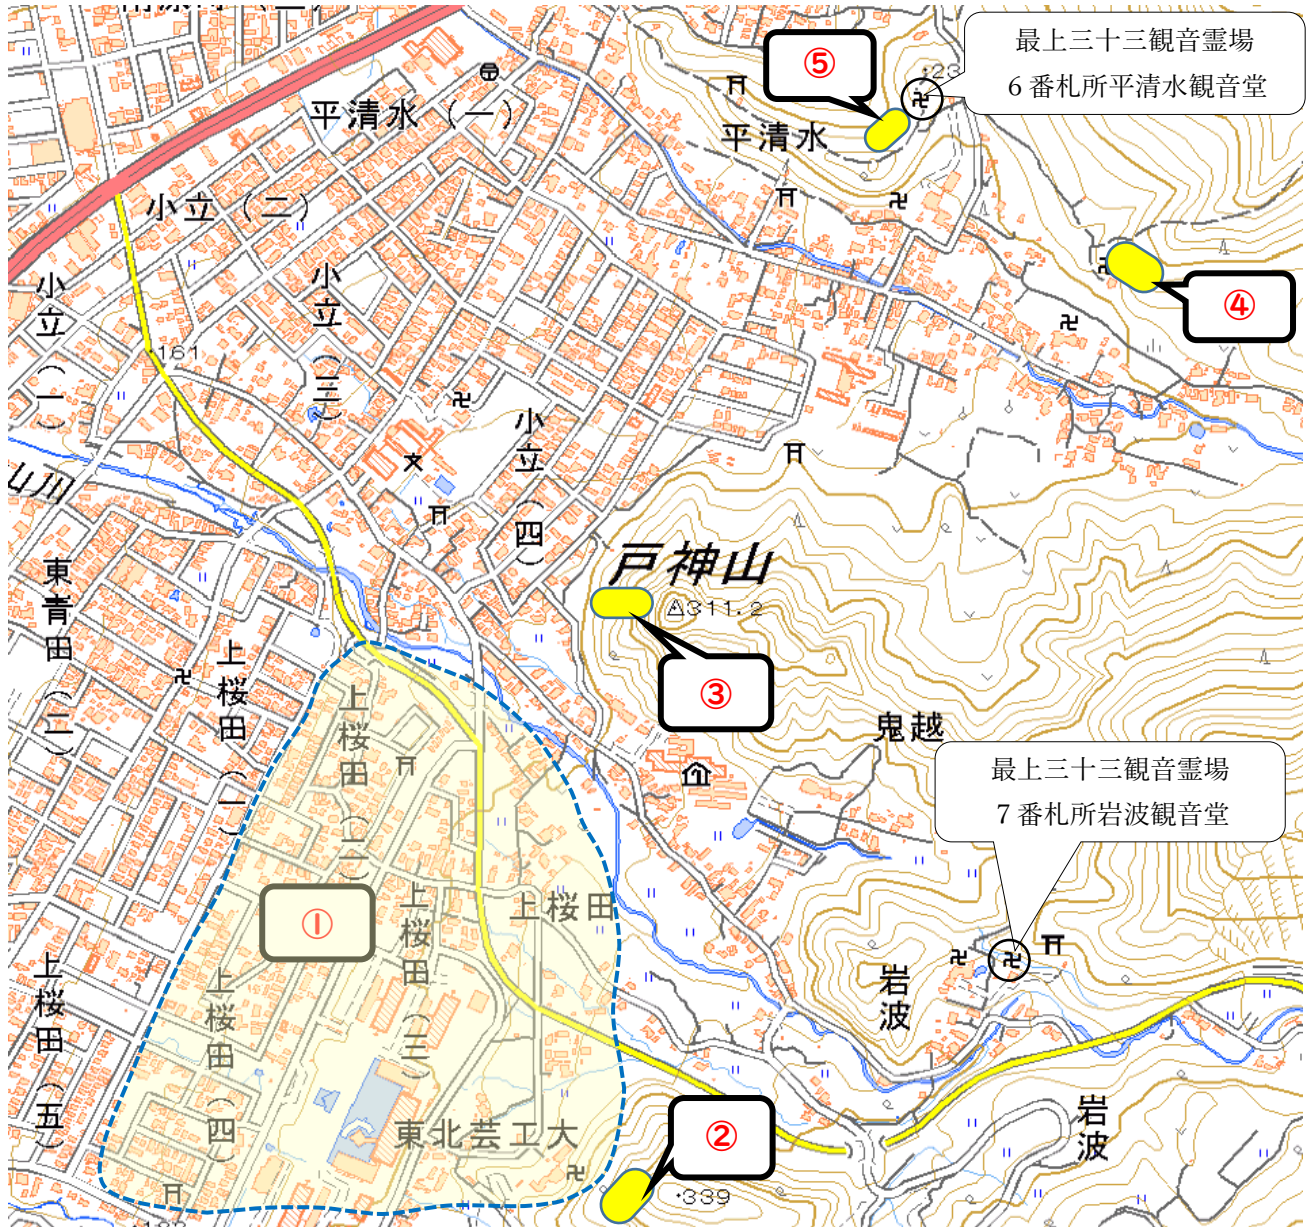 最上三十三観音霊場
6番札所平清水観音堂
⑤
平清水(一)
平清水
小立(二)
④
小立(一)
小立(三)
161
小立(四)
山川
戸神山
311.2
東青田(二)
上桜田(一)
上桜田(二)
③
鬼越
最上三十三観音霊場
7番札所岩波観音堂
①
上桜田(三)
上桜田
上桜田(五)
上桜田(四)
岩波
東北芸工大
②
岩波
339